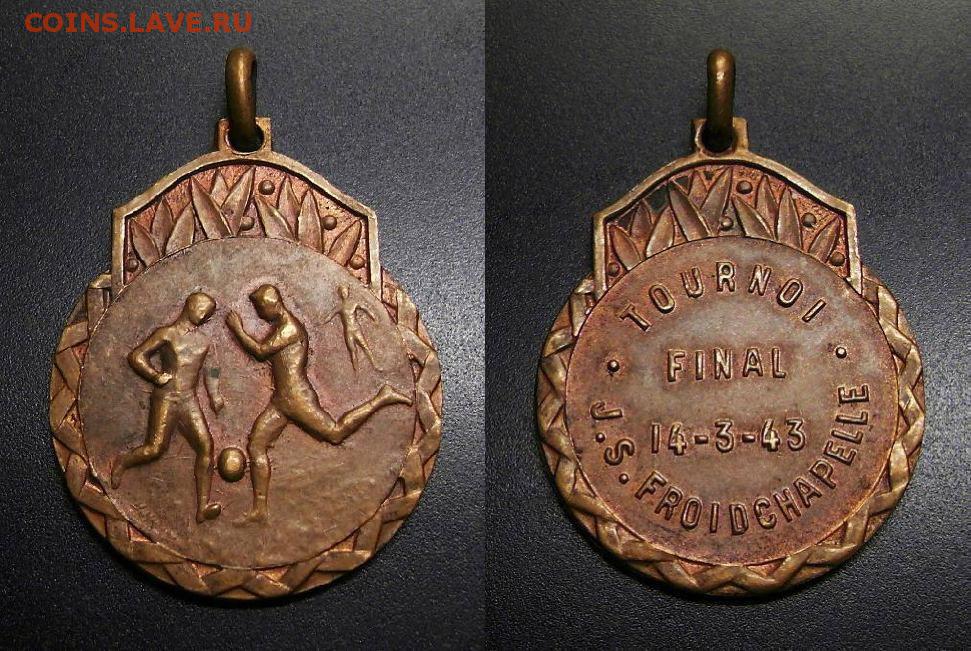 COINS.LAVE.RU
TOURNOI
FINAL
14-3-43
J.S. FROIDCHAPELLE